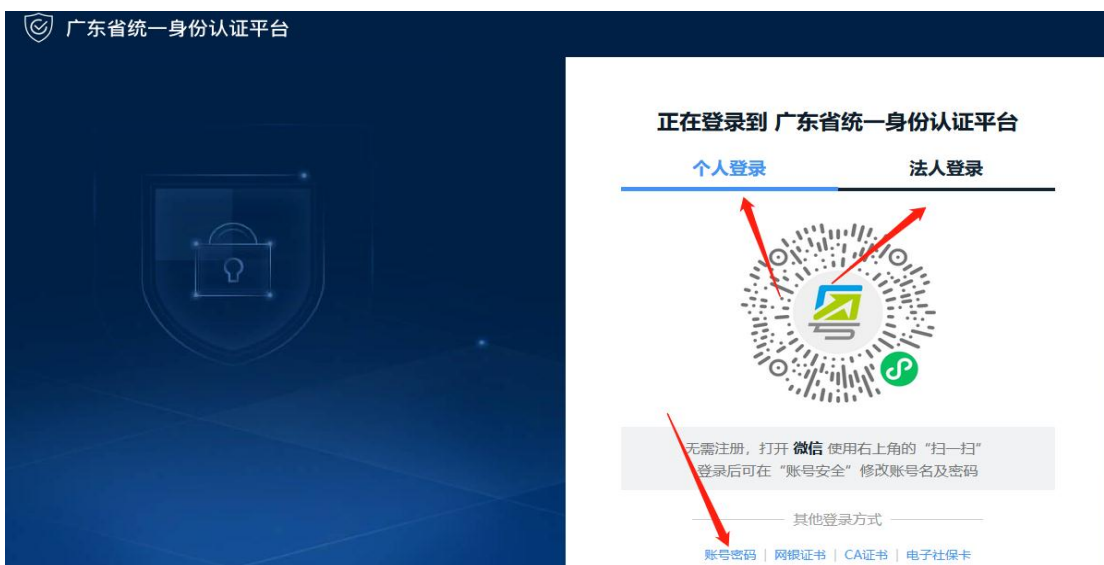 广东省统一身份认证平台
正在登录到 广东省统一身份认证平台
个人登录 法人登录
无需注册，打开 微信 使用右上角的“扫一扫”
登录后可在“账号安全”修改账号名及密码
其他登录方式
账号密码 | 网银证书 | CA证书 | 电子社保卡